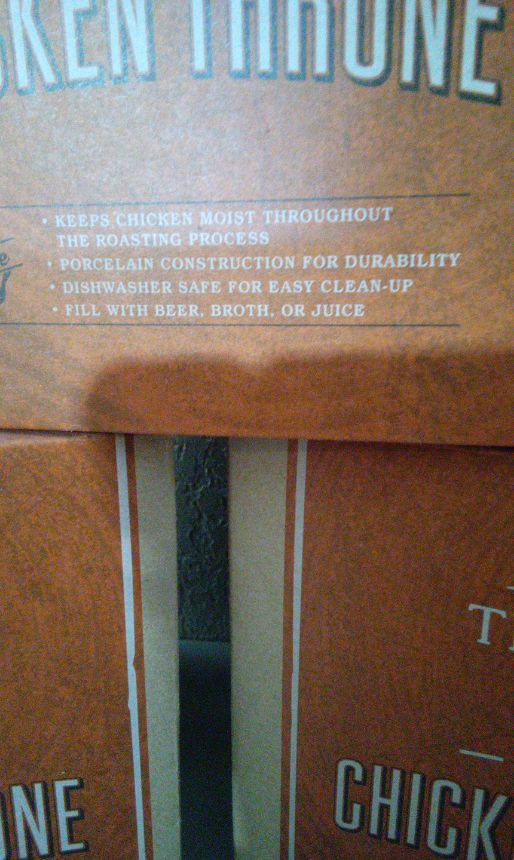 KEN THRONE
• KEEPS CHICKEN MOIST THROUGHOUT
THE ROASTING PROCESS
• PORCELAIN CONSTRUCTION FOR DURABILITY
• DISHWASHER SAFE FOR EASY CLEAN-UP
• FILL WITH BEER, BROTH, OR JUICE
T
ONE
CHICK